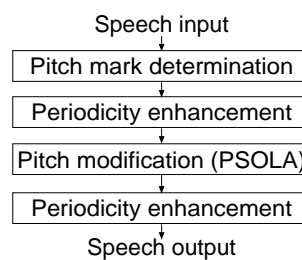 Speech input
Pitch mark determination
Periodicity enhancement
Pitch modification (PSOLA)
Periodicity enhancement
Speech output